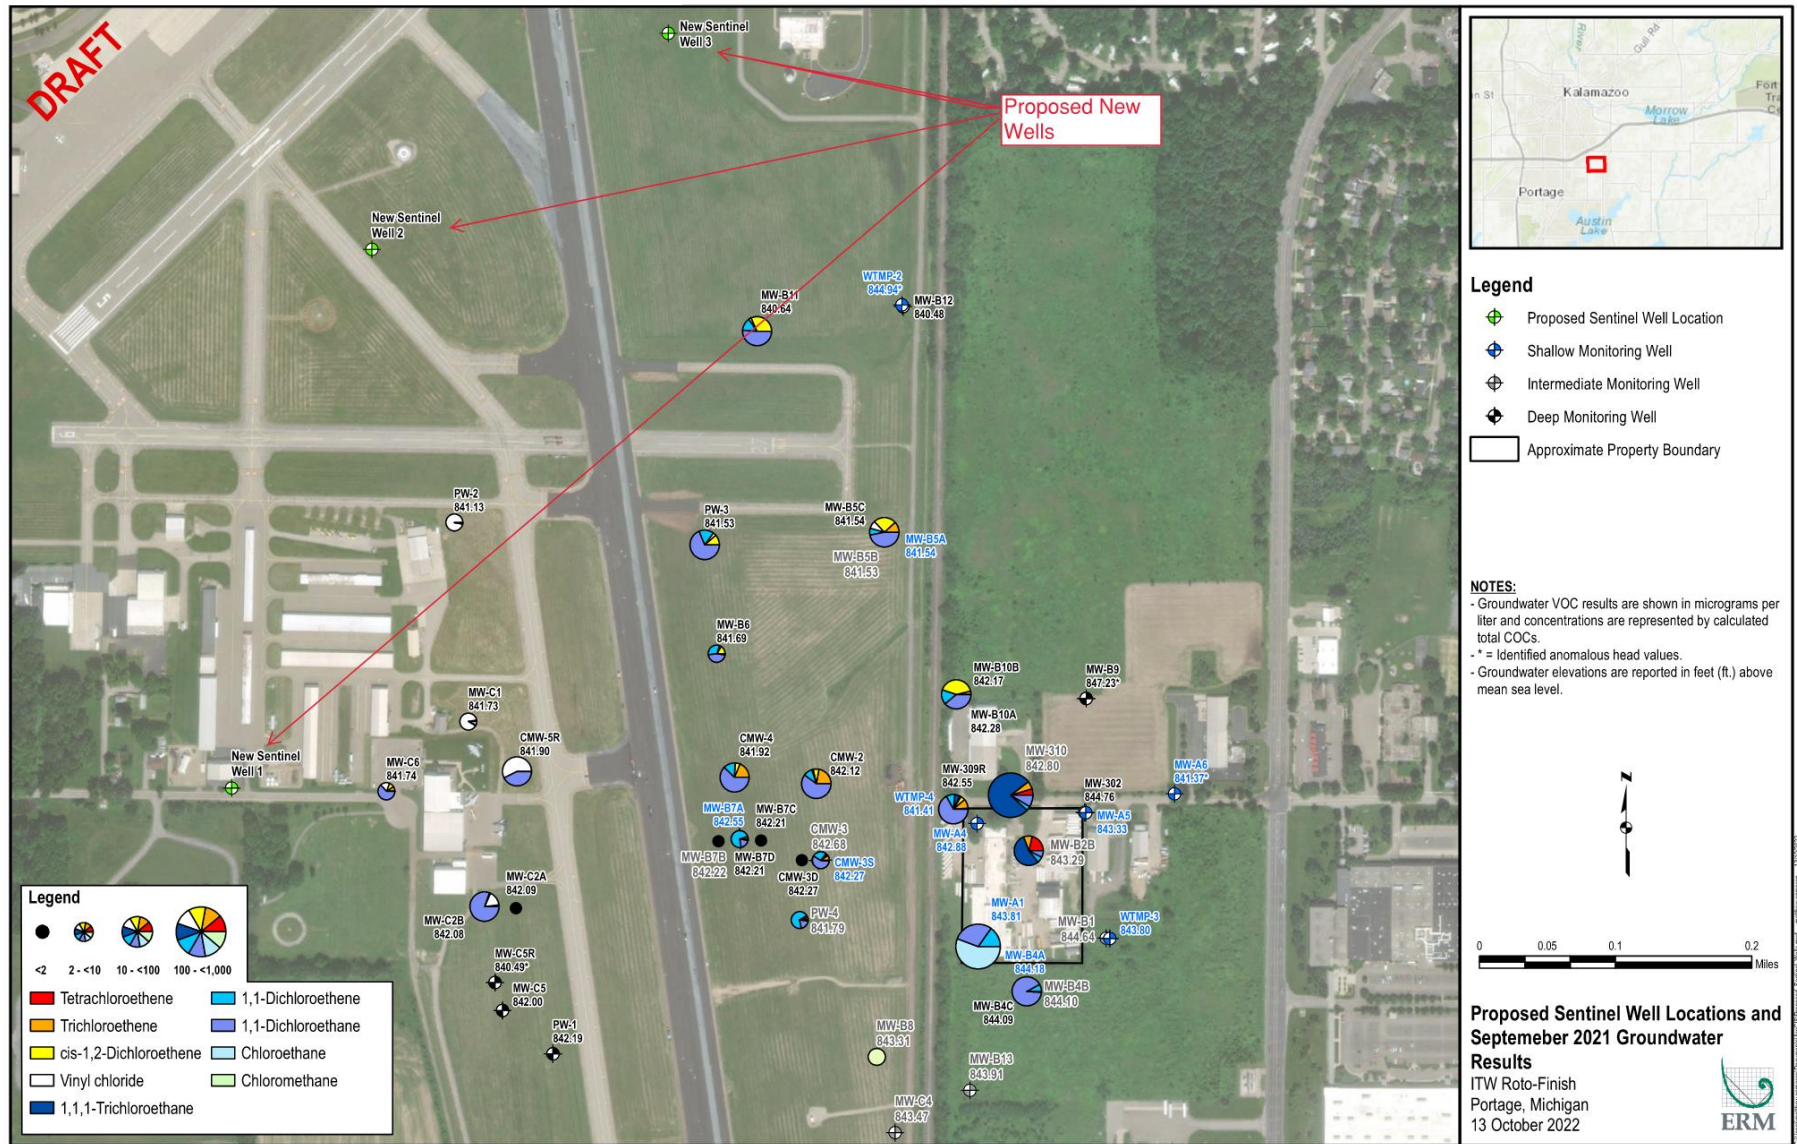 DRAFT
New Sentinel
Well 3
Proposed New
Wells
New Sentinel
Well 2
WTMP-2
844.94*
MW-B12
840.48
MW-B11
840.64
5
PW-2
841.13
PW-3
841.53
MW-B5C
841.54
MW-B5A
841.54
MW-B5B
841.53
MW-B6
841.69
MW-B10B
842.17
MW-B9
847.23*
MW-B10A
842.28
MW-C1
841.73
CMW-5R
841.90
CMW-4
841.92
CMW-2
842.12
MW-310
842.80
New Sentinel
Well 1
MW-C6
841.74
MW-309R
842.55
MW-302
844.76
MW-A6
841.37*
WTMP-4
841.41
MW-A5
843.33
MW-B7A
842.55
MW-B7C
842.21
MW-A4
842.88
CMW-3
842.68
MW-B2B
843.29
MW-B7B
842.22
MW-B7D
842.21
CMW-3S
842.27
CMW-3D
842.27
MW-C2A
842.09
MW-C2B
842.08
PW-4
841.79
MW-A1
843.81
MW-B1
844.64
WTMP-3
843.80
MW-B4A
844.18
MW-B4B
844.10
MW-B4C
844.09
MW-C5R
840.49*
MW-C5
842.00
PW-1
842.19
MW-B8
843.31
MW-B13
843.91
MW-C4
843.47
Legend
<2
2 - <10
10 - <100
100 - <1,000
Tetrachloroethene
Trichloroethene
cis-1,2-Dichloroethene
Vinyl chloride
1,1,1-Trichloroethane
1,1-Dichloroethene
1,1-Dichloroethane
Chloroethane
Chloromethane
River
Gull Rd
n St
Kalamazoo
Fort
Tra
Ce
Morrow
Lake
Portage
Austin
Lake
Legend
Proposed Sentinel Well Location
Shallow Monitoring Well
Intermediate Monitoring Well
Deep Monitoring Well
Approximate Property Boundary
NOTES:
- Groundwater VOC results are shown in micrograms per
liter and concentrations are represented by calculated
total COCs.
- * = Identified anomalous head values.
- Groundwater elevations are reported in feet (ft.) above
mean sea level.
N
0 0.05 0.1 0.2
Miles
Proposed Sentinel Well Locations and
Septemeber 2021 Groundwater
Results
ITW Roto-Finish
Portage, Michigan
13 October 2022
ERM